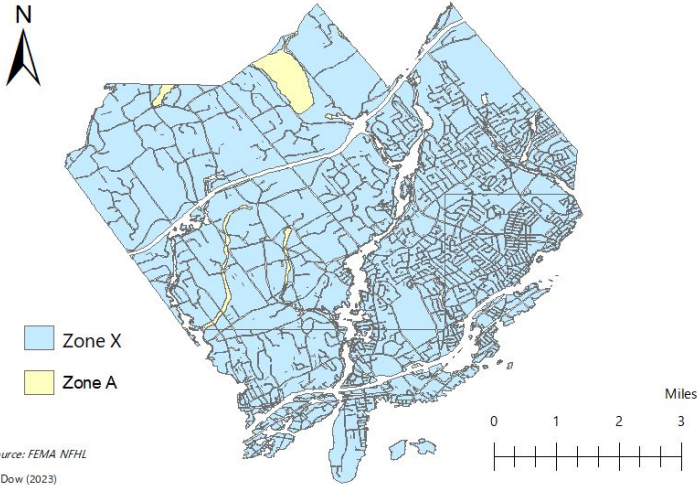 N
Zone X
Zone A
Miles
0 1 2 3
urce: FEMA NFHL
Dow (2023)